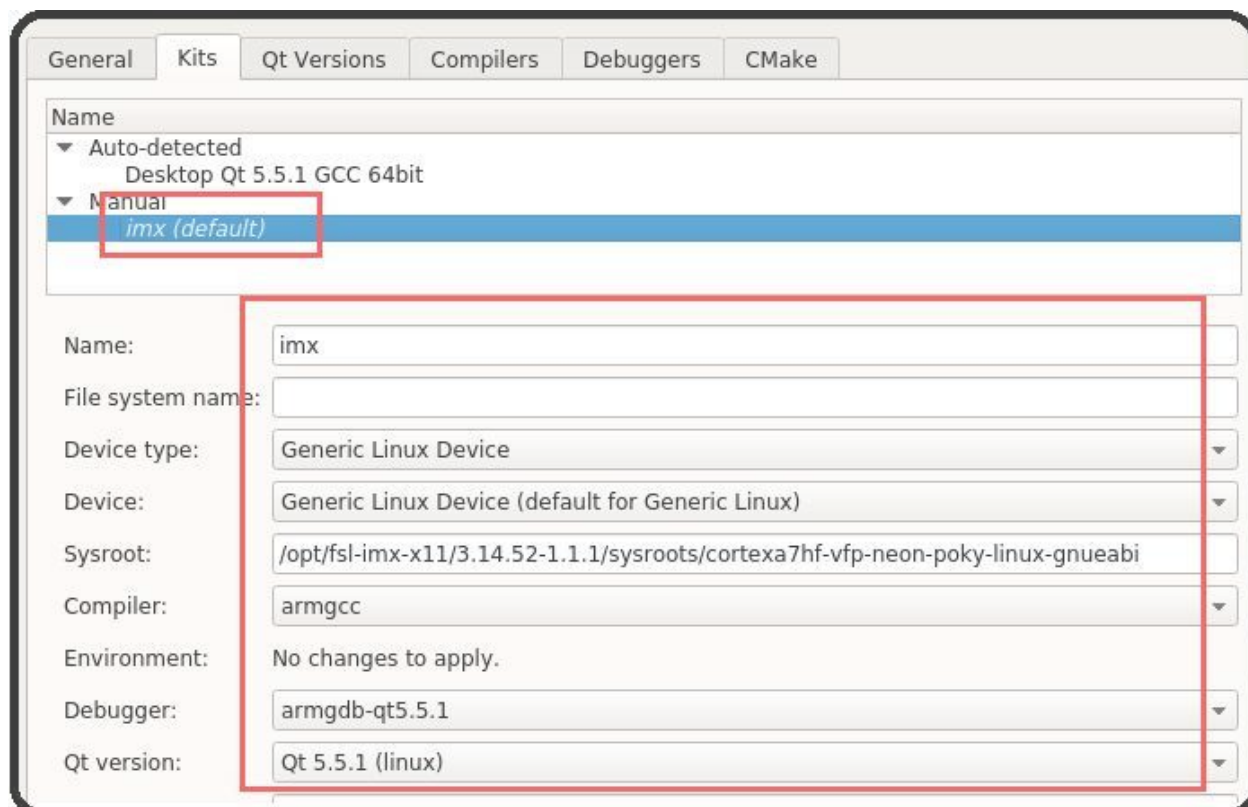 General Kits Qt Versions Compilers Debuggers CMake
Name
Auto-detected
Desktop Qt 5.5.1 GCC 64bit
Manual
imx (default)
Name: imx
File system name:
Device type: Generic Linux Device
Device: Generic Linux Device (default for Generic Linux)
Sysroot: /opt/fsl-imx-x11/3.14.52-1.1.1/sysroots/cortexa7hf-vfp-neon-poky-linux-gnueabi
Compiler: armgcc
Environment: No changes to apply.
Debugger: armgdb-qt5.5.1
Qt version: Qt 5.5.1 (linux)